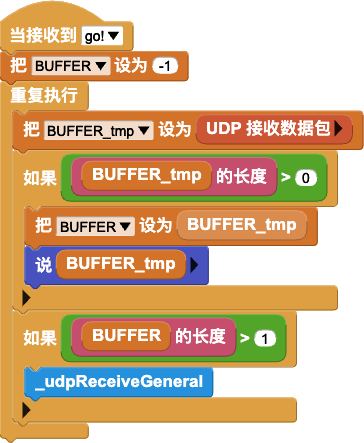 当接收到 go!
把 BUFFER 设为 -1
重复执行
把 BUFFER_tmp 设为 UDP 接收数据包
如果 BUFFER_tmp 的长度 > 0
把 BUFFER 设为 BUFFER_tmp
说 BUFFER_tmp
如果 BUFFER 的长度 > 1
_udpReceiveGeneral